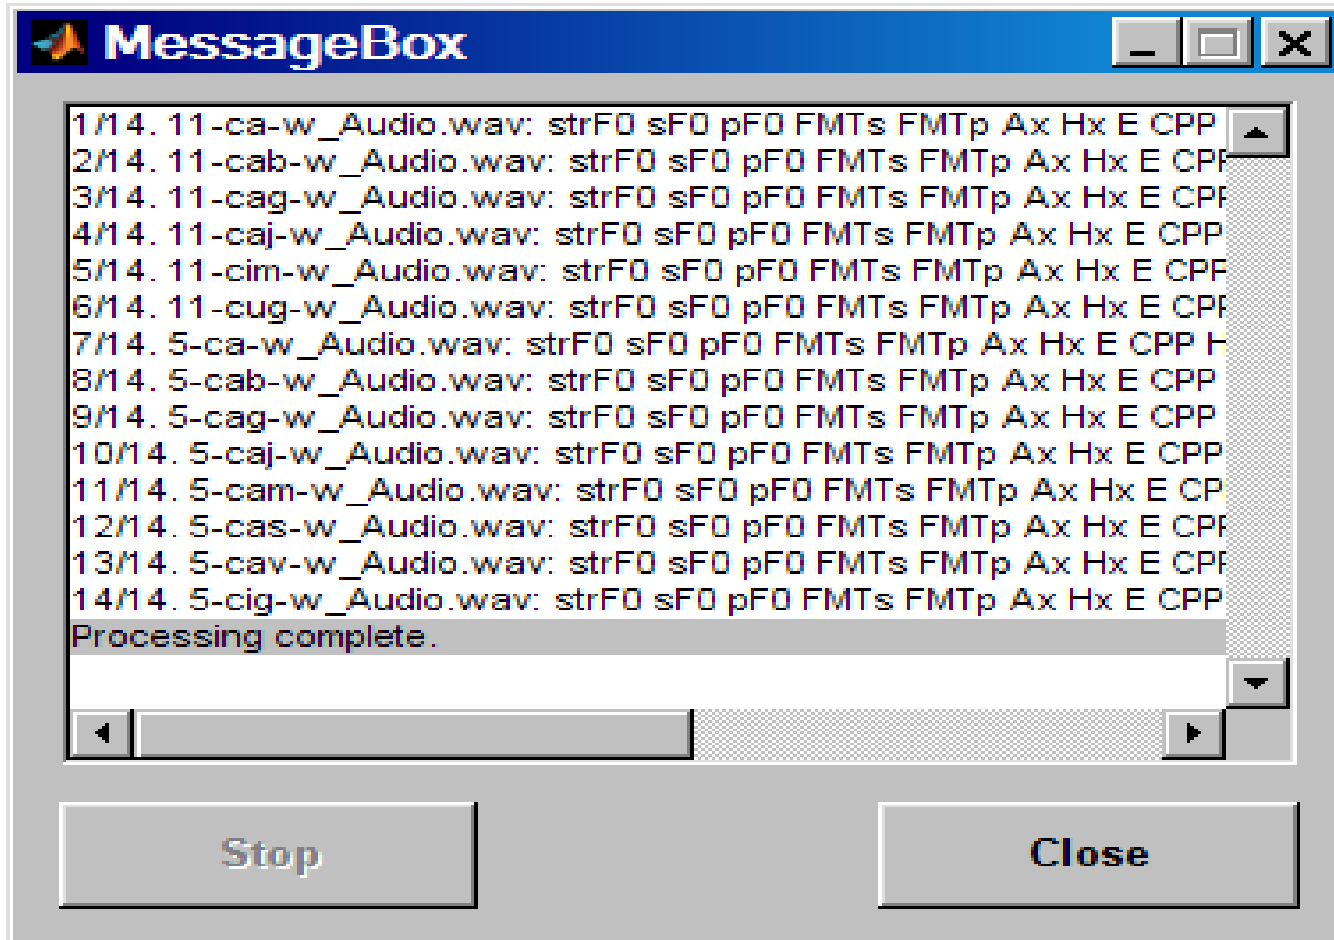 MessageBox
1/14. 11-ca-w_Audio.wav: strF0 sF0 pF0 FMTs FMTp Ax Hx E CPP
2/14. 11-cab-w_Audio.wav: strF0 sF0 pF0 FMTs FMTp Ax Hx E CPP
3/14. 11-cag-w_Audio.wav: strF0 sF0 pF0 FMTs FMTp Ax Hx E CPP
4/14. 11-caj-w_Audio.wav: strF0 sF0 pF0 FMTs FMTp Ax Hx E CPP
5/14. 11-cim-w_Audio.wav: strF0 sF0 pF0 FMTs FMTp Ax Hx E CPP
6/14. 11-cug-w_Audio.wav: strF0 sF0 pF0 FMTs FMTp Ax Hx E CPP
7/14. 5-ca-w_Audio.wav: strF0 sF0 pF0 FMTs FMTp Ax Hx E CPP H
8/14. 5-cab-w_Audio.wav: strF0 sF0 pF0 FMTs FMTp Ax Hx E CPP
9/14. 5-cag-w_Audio.wav: strF0 sF0 pF0 FMTs FMTp Ax Hx E CPP
10/14. 5-caj-w_Audio.wav: strF0 sF0 pF0 FMTs FMTp Ax Hx E CPP
11/14. 5-cam-w_Audio.wav: strF0 sF0 pF0 FMTs FMTp Ax Hx E CP
12/14. 5-cas-w_Audio.wav: strF0 sF0 pF0 FMTs FMTp Ax Hx E CPP
13/14. 5-cav-w_Audio.wav: strF0 sF0 pF0 FMTs FMTp Ax Hx E CPP
14/14. 5-cig-w_Audio.wav: strF0 sF0 pF0 FMTs FMTp Ax Hx E CPP
Processing complete.
Stop
Close